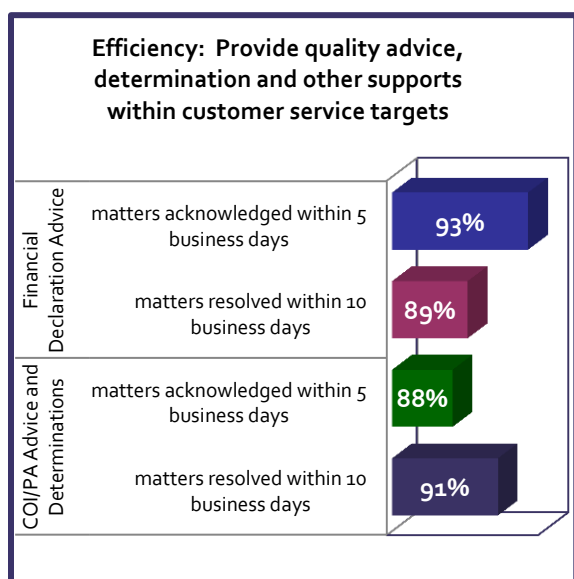 Efficiency:  Provide quality advice,
determination and other supports
within customer service targets
Financial
Declaration Advice
matters acknowledged within 5
business days
93%
matters resolved within 10
business days
89%
COI/PA Advice and
Determinations
matters acknowledged within 5
business days
88%
matters resolved within 10
business days
91%